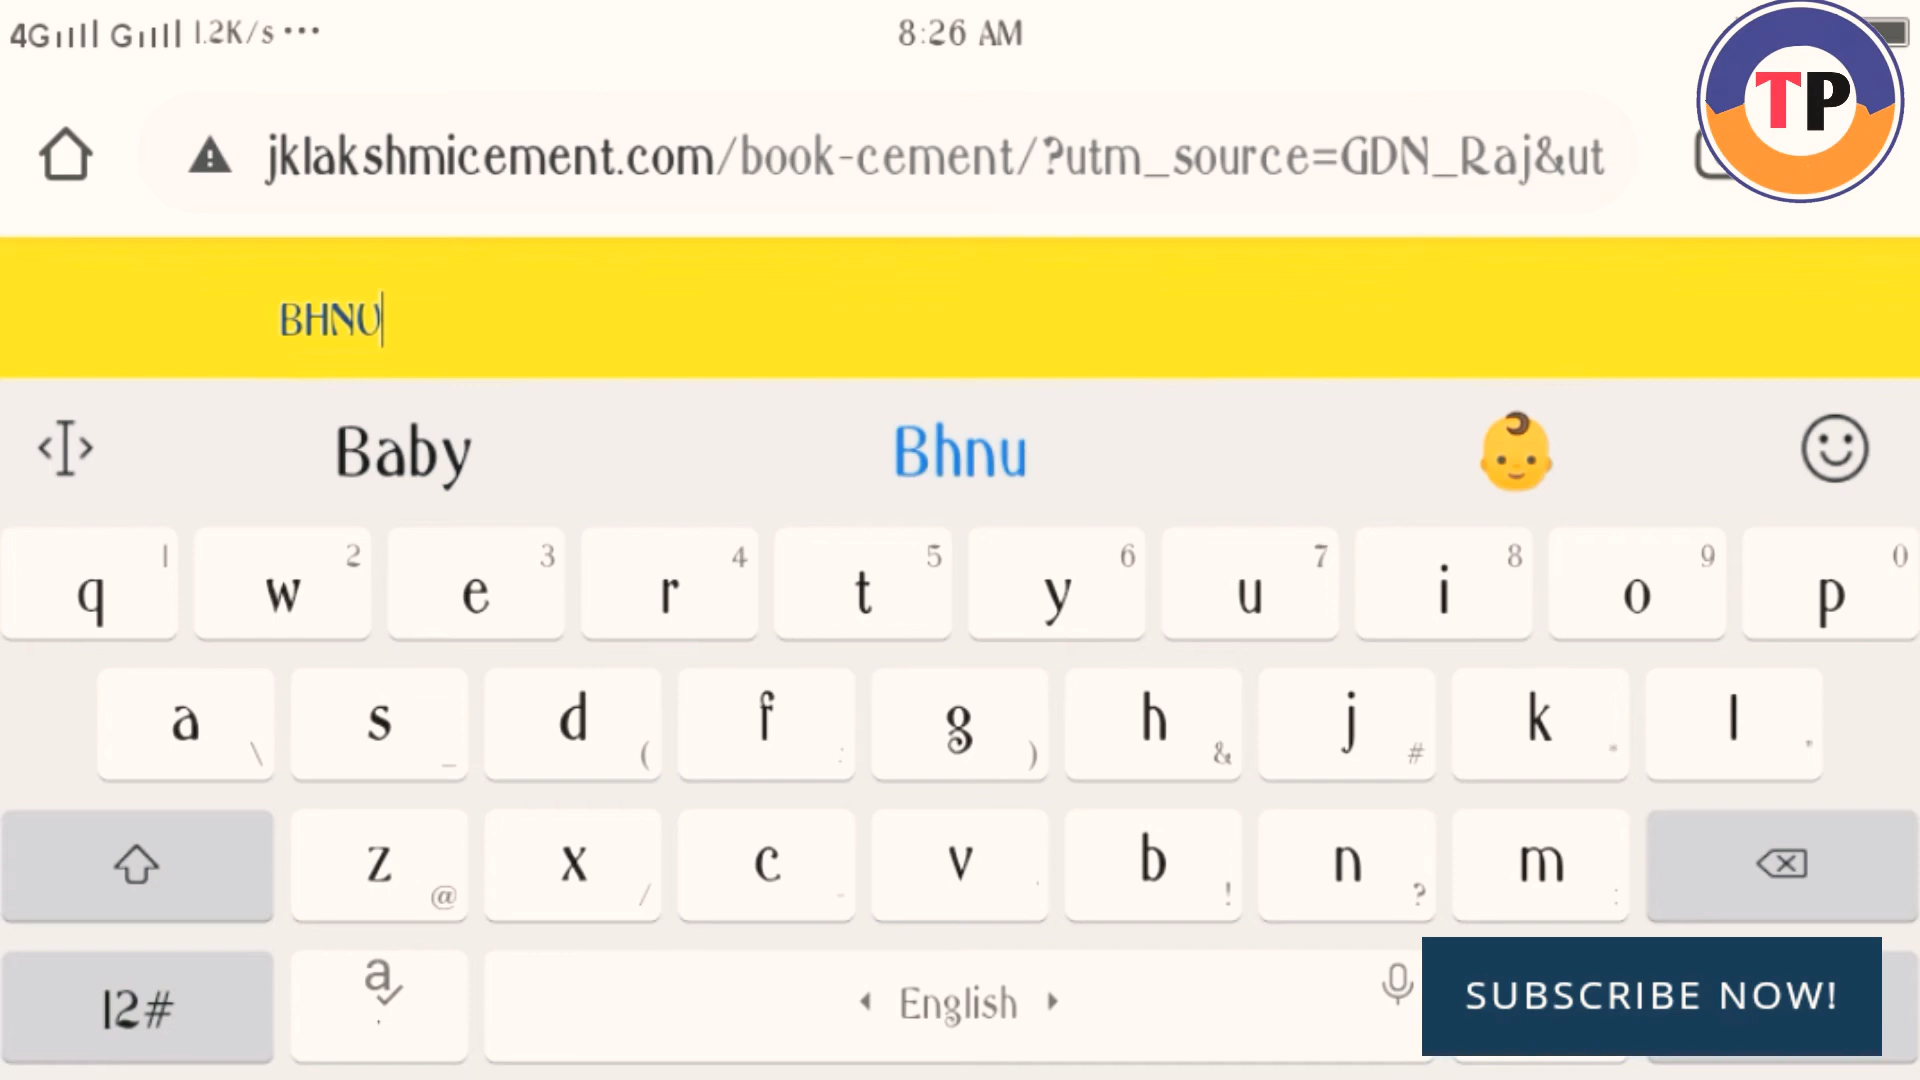 4G G 1.2K/s ...
8:26 AM
TP
jklakshmicement.com/book-cement/?utm_source=GDN_Raj&ut
BHNU
Baby Bhnu
q 1 w 2 e 3 r 4 t 5 y 6 u 7 i 8 o 9 p 0
a \ s _ d ( f : g ) h & j # k * l
z @ x / c - v b ! n ? m :
12# a English
SUBSCRIBE NOW!